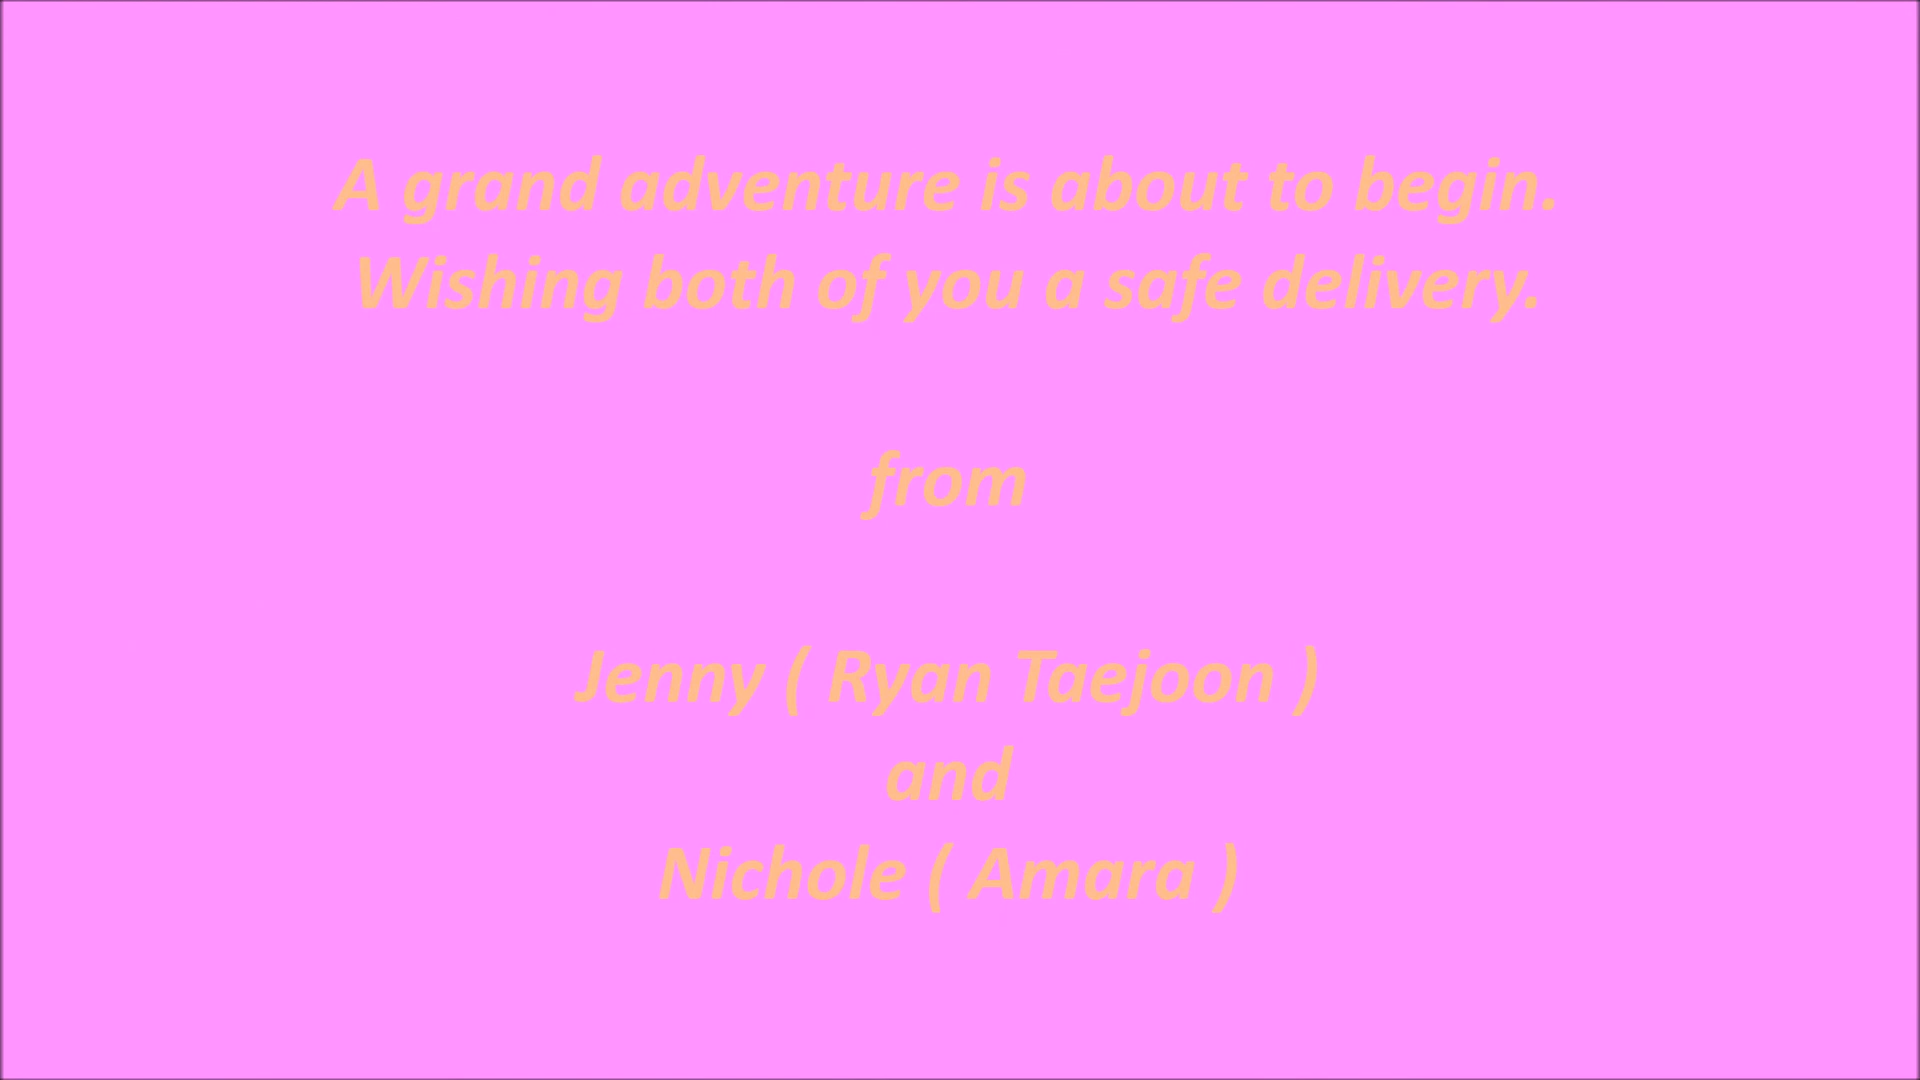 A grand adventure is about to begin.
Wishing both of you a safe delivery.
from
Jenny ( Ryan Taejoon )
and
Nichole ( Amara )